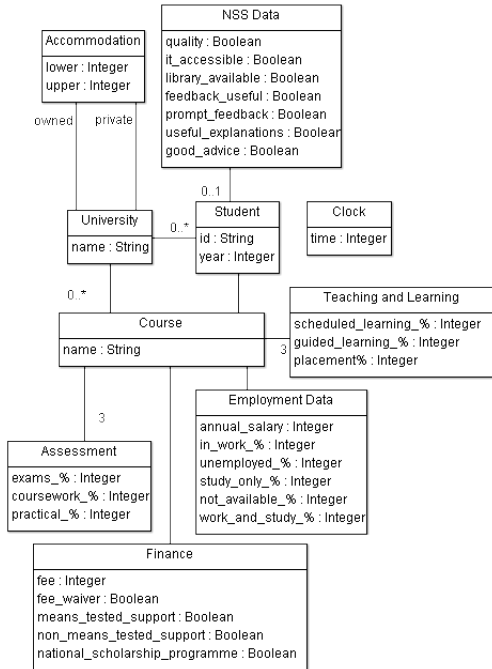 NSS Data
quality : Boolean
it_accessible : Boolean
library_available : Boolean
feedback_useful : Boolean
prompt_feedback : Boolean
useful_explanations : Boolean
good_advice : Boolean
Accommodation
lower : Integer
upper : Integer
owned
private
0..1
University
name : String
0..*
Student
id : String
year : Integer
Clock
time : Integer
0..*
Course
name : String
Teaching and Learning
scheduled_learning_% : Integer
guided_learning_% : Integer
placement% : Integer
3
3
Employment Data
annual_salary : Integer
in_work_% : Integer
unemployed_% : Integer
study_only_% : Integer
not_available_% : Integer
work_and_study_% : Integer
Assessment
exams_% : Integer
coursework_% : Integer
practical_% : Integer
Finance
fee : Integer
fee_waiver : Boolean
means_tested_support : Boolean
non_means_tested_support : Boolean
national_scholarship_programme : Boolean